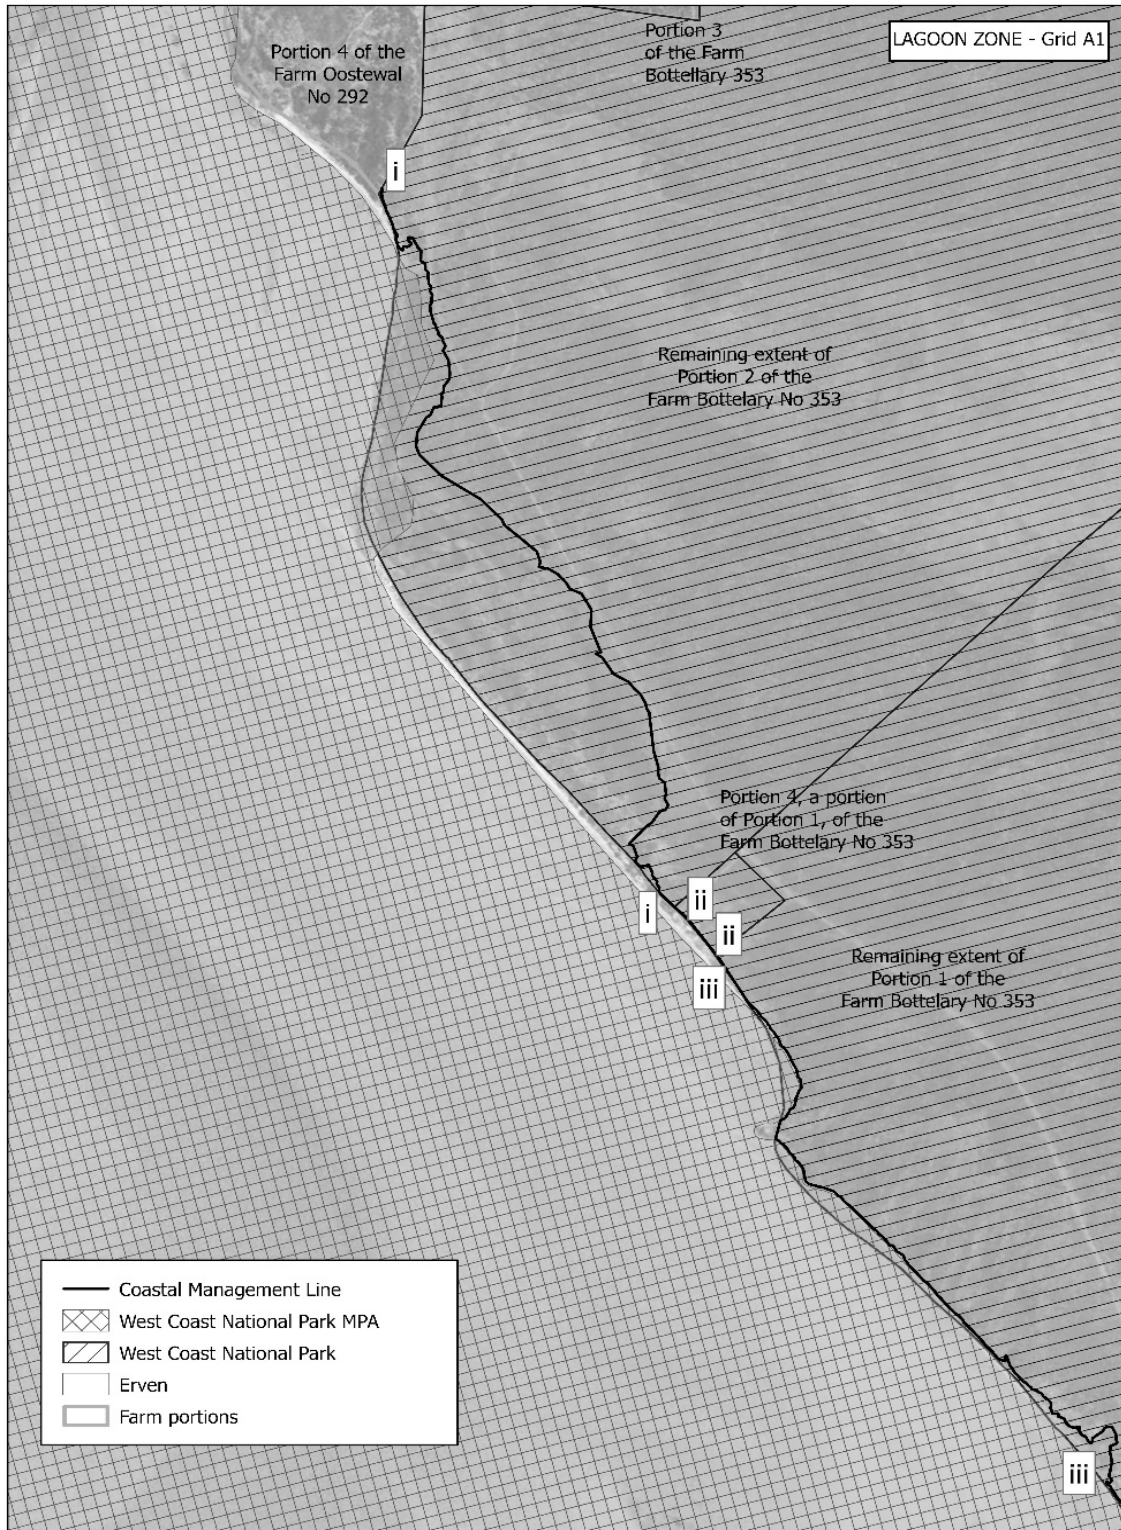 Portion 4 of the
Farm Oostewal
No 292
Portion 3
of the Farm
Bottellary 353
LAGOON ZONE - Grid A1
i
Remaining extent of
Portion 2 of the
Farm Bottelary No 353
Portion 4, a portion
of Portion 1, of the
Farm Bottelary No 353
ii
i
ii
Remaining extent of
Portion 1 of the
Farm Bottelary No 353
iii
Coastal Management Line
West Coast National Park MPA
West Coast National Park
Erven
Farm portions
iii